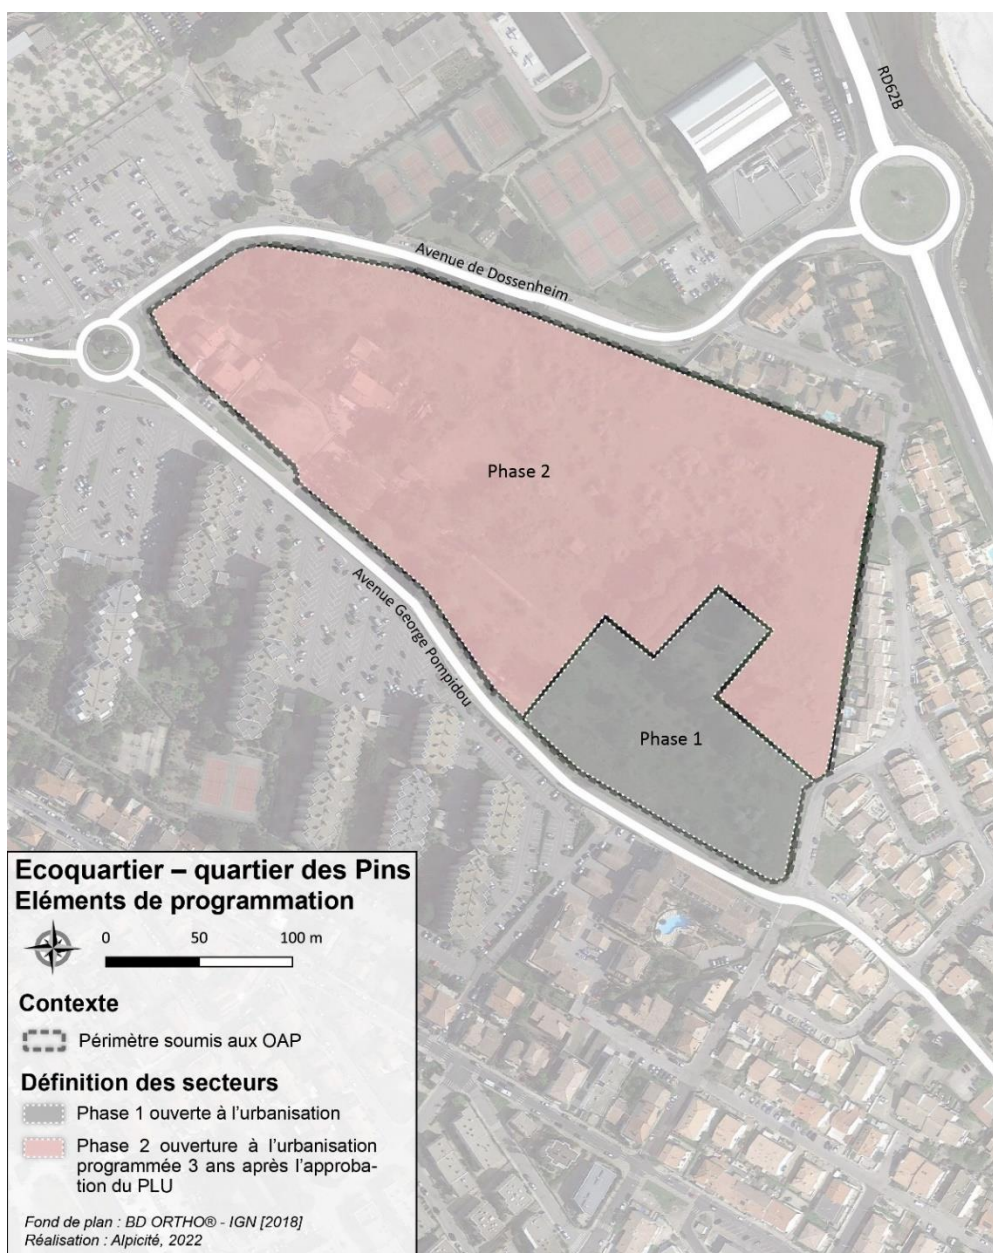 RD62B
Avenue de Dossenheim
Phase 2
Avenue George Pompidou
Phase 1
Ecoquartier – quartier des Pins
Eléments de programmation
0 50 100 m
Contexte
Périmètre soumis aux OAP
Définition des secteurs
Phase 1 ouverte à l'urbanisation
Phase 2 ouverture à l'urbanisation
programmée 3 ans après l'approba-
tion du PLU
Fond de plan : BD ORTHO® - IGN [2018]
Réalisation : Alpicité, 2022